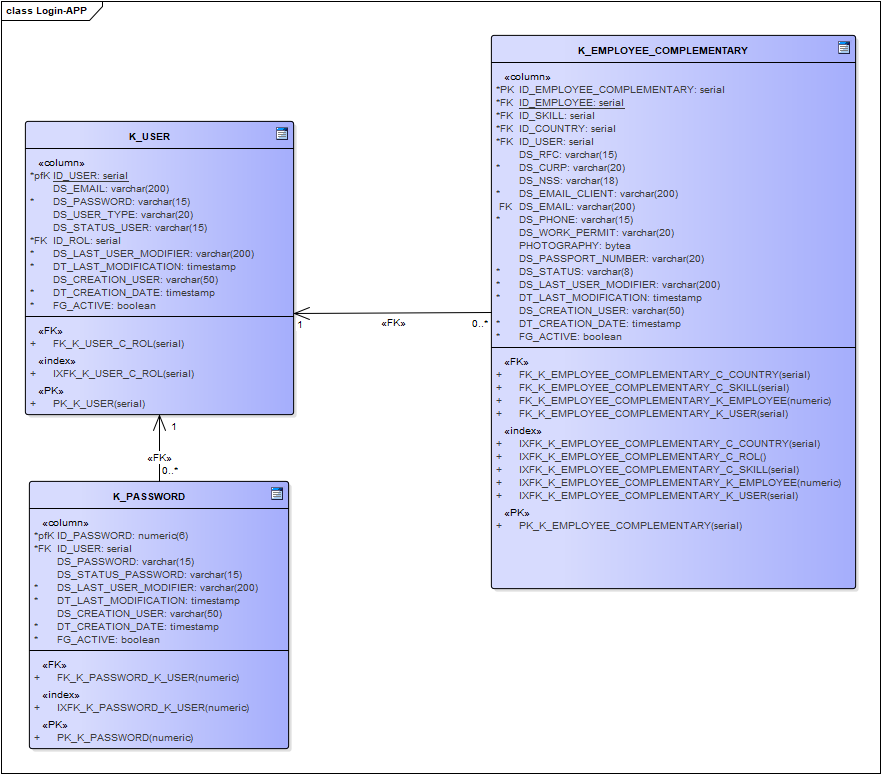 class Login-APP
K_EMPLOYEE_COMPLEMENTARY
«column»
*PK ID_EMPLOYEE_COMPLEMENTARY: serial
*FK ID_EMPLOYEE: serial
*FK ID_SKILL: serial
*FK ID_COUNTRY: serial
*FK ID_USER: serial
DS_RFC: varchar(15)
* DS_CURP: varchar(20)
DS_NSS: varchar(18)
* DS_EMAIL_CLIENT: varchar(200)
FK DS_EMAIL: varchar(200)
* DS_PHONE: varchar(15)
DS_WORK_PERMIT: varchar(20)
PHOTOGRAPHY: bytea
DS_PASSPORT_NUMBER: varchar(20)
* DS_STATUS: varchar(8)
* DS_LAST_USER_MODIFIER: varchar(200)
* DT_LAST_MODIFICATION: timestamp
DS_CREATION_USER: varchar(50)
* DT_CREATION_DATE: timestamp
* FG_ACTIVE: boolean
«FK»
+ FK_K_EMPLOYEE_COMPLEMENTARY_C_COUNTRY(serial)
+ FK_K_EMPLOYEE_COMPLEMENTARY_C_SKILL(serial)
+ FK_K_EMPLOYEE_COMPLEMENTARY_K_EMPLOYEE(numeric)
+ FK_K_EMPLOYEE_COMPLEMENTARY_K_USER(serial)
«index»
+ IXFK_K_EMPLOYEE_COMPLEMENTARY_C_COUNTRY(serial)
+ IXFK_K_EMPLOYEE_COMPLEMENTARY_C_ROL()
+ IXFK_K_EMPLOYEE_COMPLEMENTARY_C_SKILL(serial)
+ IXFK_K_EMPLOYEE_COMPLEMENTARY_K_EMPLOYEE(numeric)
+ IXFK_K_EMPLOYEE_COMPLEMENTARY_K_USER(serial)
«PK»
+ PK_K_EMPLOYEE_COMPLEMENTARY(serial)
K_USER
«column»
*pfK ID_USER: serial
DS_EMAIL: varchar(200)
* DS_PASSWORD: varchar(15)
DS_USER_TYPE: varchar(20)
DS_STATUS_USER: varchar(15)
*FK ID_ROL: serial
* DS_LAST_USER_MODIFIER: varchar(200)
* DT_LAST_MODIFICATION: timestamp
DS_CREATION_USER: varchar(50)
* DT_CREATION_DATE: timestamp
* FG_ACTIVE: boolean
«FK»
+ FK_K_USER_C_ROL(serial)
«index»
+ IXFK_K_USER_C_ROL(serial)
«PK»
+ PK_K_USER(serial)
1
«FK»
0..*
1
«FK»
0..*
K_PASSWORD
«column»
*pfK ID_PASSWORD: numeric(6)
*FK ID_USER: serial
DS_PASSWORD: varchar(15)
DS_STATUS_PASSWORD: varchar(15)
* DS_LAST_USER_MODIFIER: varchar(200)
* DT_LAST_MODIFICATION: timestamp
DS_CREATION_USER: varchar(50)
* DT_CREATION_DATE: timestamp
* FG_ACTIVE: boolean
«FK»
+ FK_K_PASSWORD_K_USER(numeric)
«index»
+ IXFK_K_PASSWORD_K_USER(numeric)
«PK»
+ PK_K_PASSWORD(numeric)